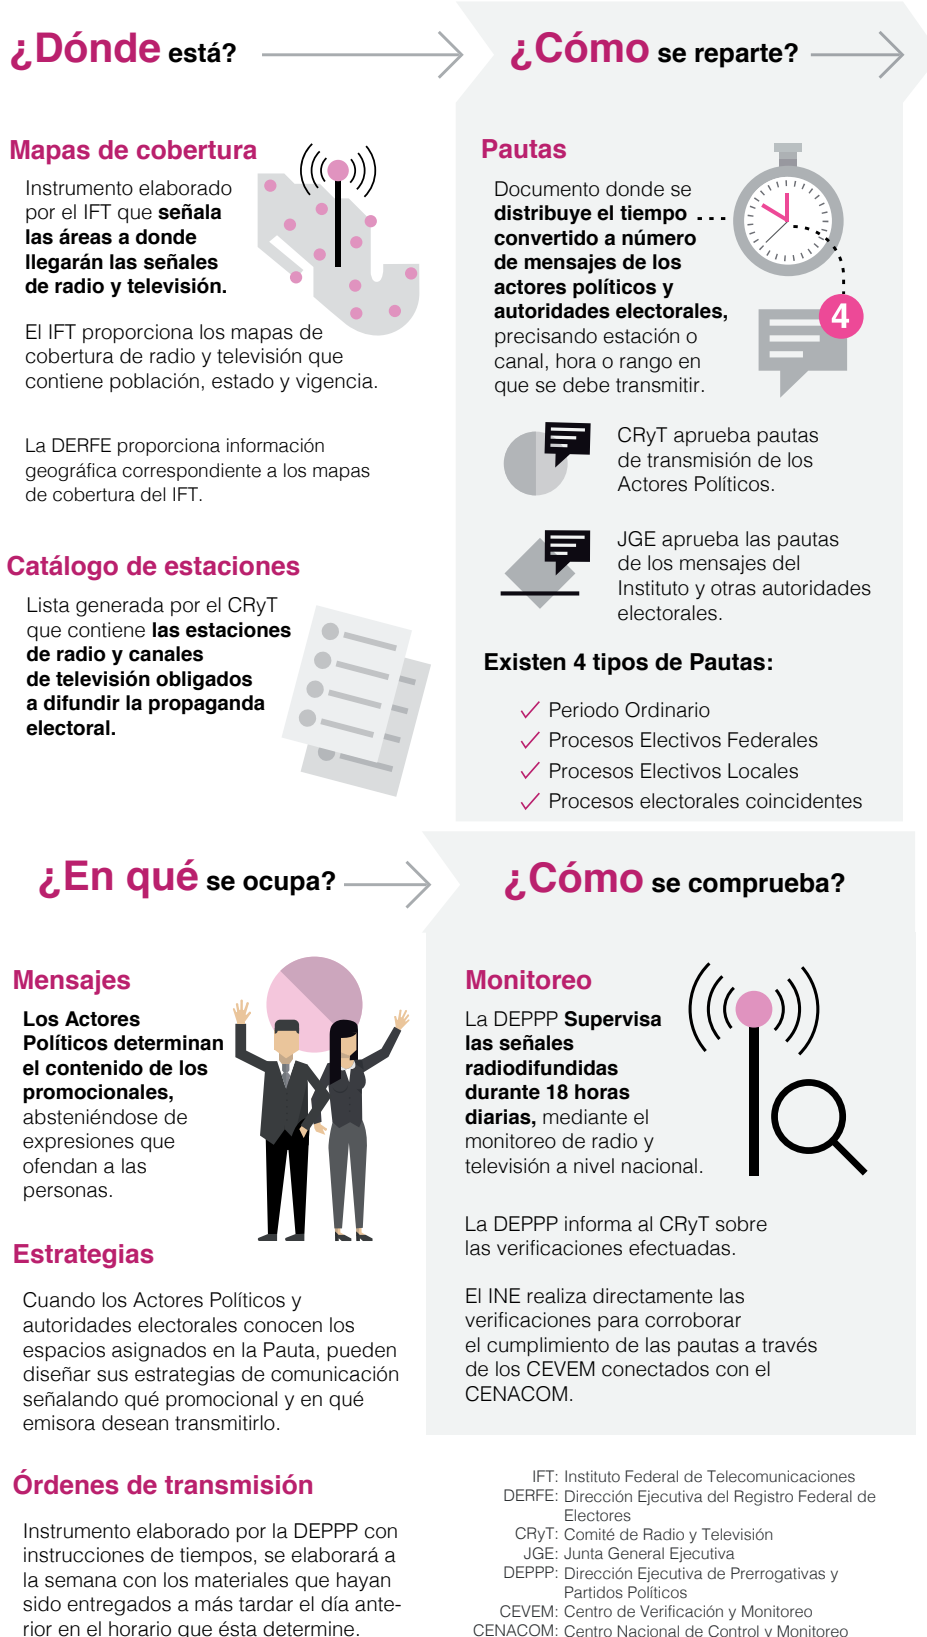 ¿Dónde está?
Mapas de cobertura
Instrumento elaborado
por el IFT que señala
las áreas a donde
llegarán las señales
de radio y televisión.
El IFT proporciona los mapas de
cobertura de radio y televisión que
contiene población, estado y vigencia.
La DERFE proporciona información
geográfica correspondiente a los mapas
de cobertura del IFT.
Catálogo de estaciones
Lista generada por el CRyT
que contiene las estaciones
de radio y canales
de televisión obligados
a difundir la propaganda
electoral.
¿Cómo se reparte?
Pautas
Documento donde se
distribuye el tiempo
convertido a número
de mensajes de los
actores políticos y
autoridades electorales,
precisando estación o
canal, hora o rango en
que se debe transmitir.
4
CRyT aprueba pautas
de transmisión de los
Actores Políticos.
JGE aprueba las pautas
de los mensajes del
Instituto y otras autoridades
electorales.
Existen 4 tipos de Pautas:
Periodo Ordinario
Procesos Electivos Federales
Procesos Electivos Locales
Procesos electorales coincidentes
¿En qué se ocupa?
Mensajes
Los Actores
Políticos determinan
el contenido de los
promocionales,
absteniéndose de
expresiones que
ofendan a las
personas.
Estrategias
Cuando los Actores Políticos y
autoridades electorales conocen los
espacios asignados en la Pauta, pueden
diseñar sus estrategias de comunicación
señalando qué promocional y en qué
emisora desean transmitirlo.
Órdenes de transmisión
Instrumento elaborado por la DEPPP con
instrucciones de tiempos, se elaborará a
la semana con los materiales que hayan
sido entregados a más tardar el día ante-
rior en el horario que ésta determine.
¿Cómo se comprueba?
Monitoreo
La DEPPP Supervisa
las señales
radiodifundidas
durante 18 horas
diarias, mediante el
monitoreo de radio y
televisión a nivel nacional.
La DEPPP informa al CRyT sobre
las verificaciones efectuadas.
El INE realiza directamente las
verificaciones para corroborar
el cumplimiento de las pautas a través
de los CEVEM conectados con el
CENACOM.
IFT: Instituto Federal de Telecomunicaciones
DERFE: Dirección Ejecutiva del Registro Federal de
Electores
CRyT: Comité de Radio y Televisión
JGE: Junta General Ejecutiva
DEPPP: Dirección Ejecutiva de Prerrogativas y
Partidos Políticos
CEVEM: Centro de Verificación y Monitoreo
CENACOM: Centro Nacional de Control y Monitoreo